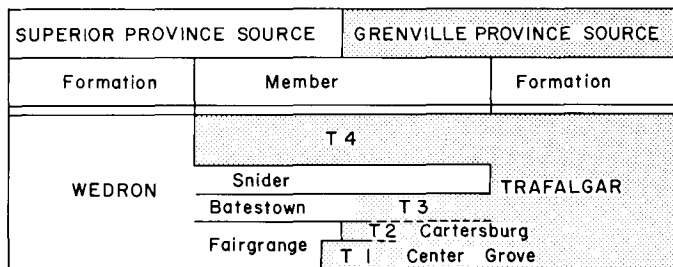 SUPERIOR PROVINCE SOURCE GRENVILLE PROVINCE SOURCE
Formation Member Formation
T 4
Snider
WEDRON TRAFALGAR
Batestown T 3
T 2 Cartersburg
Fairgrange
T 1 Center Grove